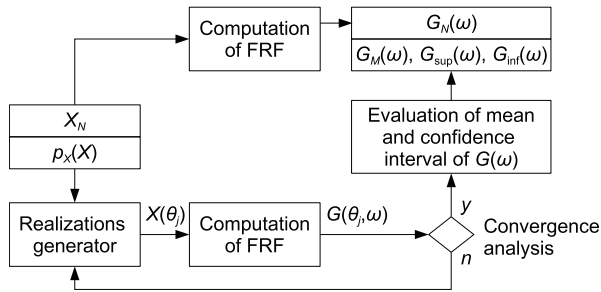 Computation
of FRF
G_N(ω)
G_M(ω), G_sup(ω), G_inf(ω)
X_N
p_X(X)
Evaluation of mean
and confidence
interval of G(ω)
Realizations
generator
X(θ_j)
Computation
of FRF
G(θ_j,ω)
y
n
Convergence
analysis